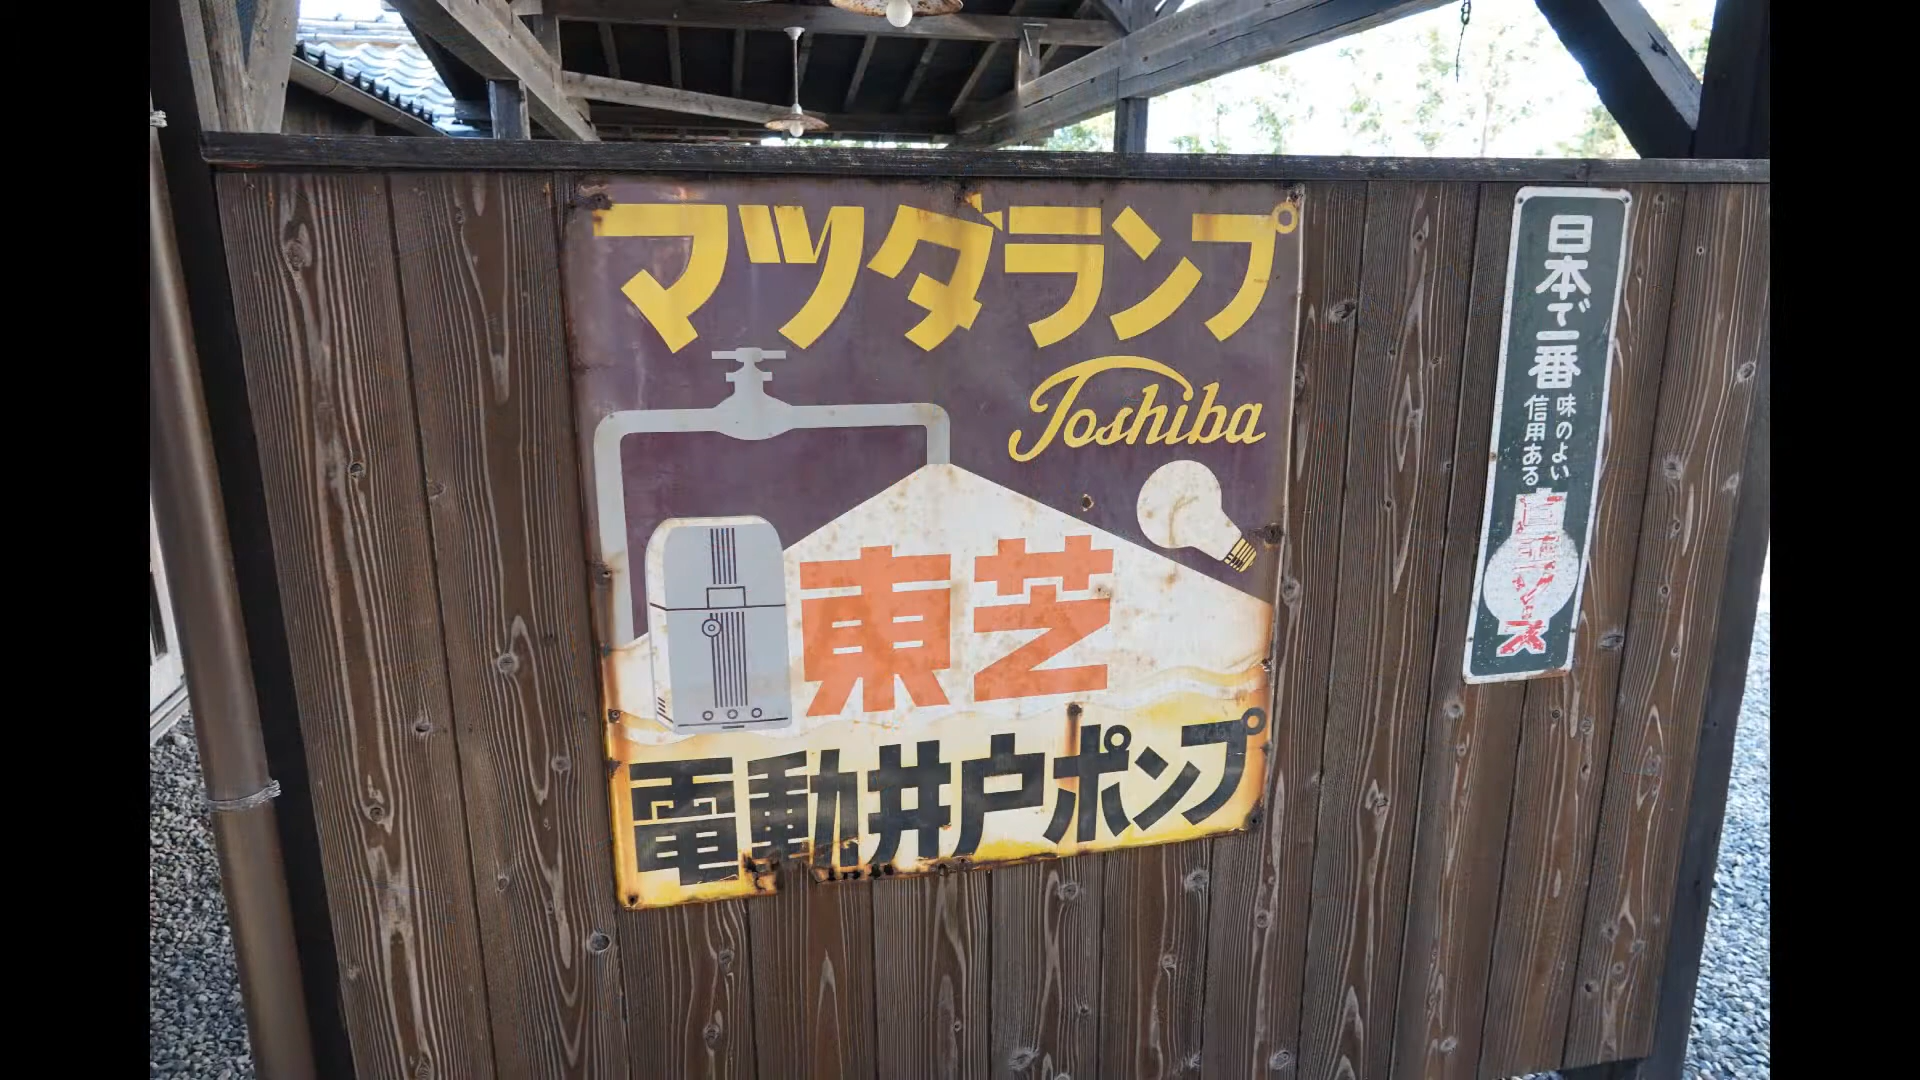 マツダランプ
Toshiba
東芝
電動井戸ポンプ
日本で一番
味のよい
信用ある